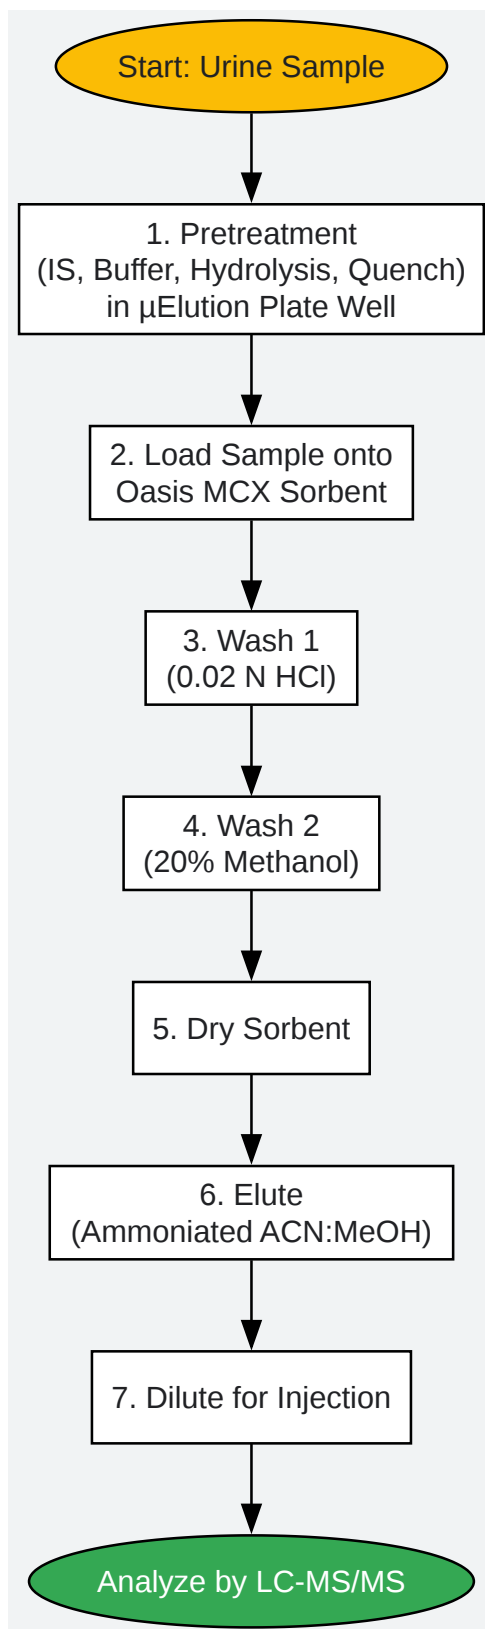 Start: Urine Sample
1. Pretreatment
(IS, Buffer, Hydrolysis, Quench)
in µElution Plate Well
2. Load Sample onto
Oasis MCX Sorbent
3. Wash 1
(0.02 N HCl)
4. Wash 2
(20% Methanol)
5. Dry Sorbent
6. Elute
(Ammoniated ACN:MeOH)
7. Dilute for Injection
Analyze by LC-MS/MS